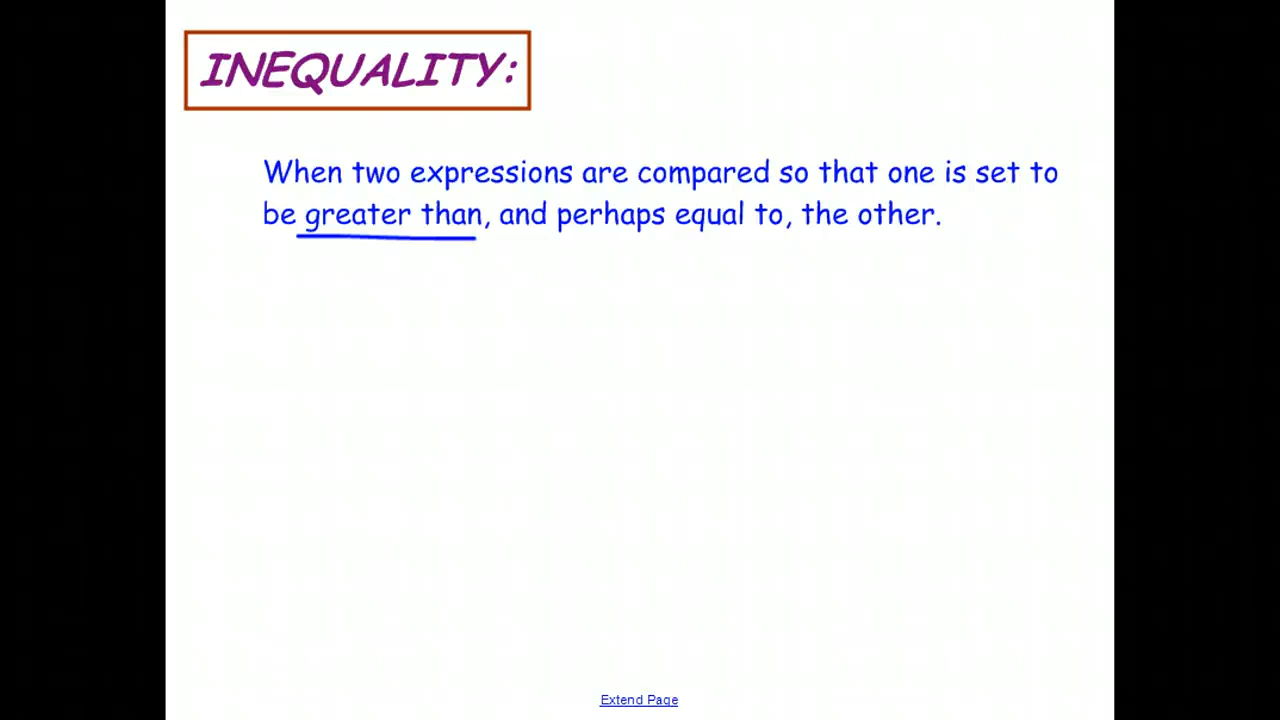 INEQUALITY:
When two expressions are compared so that one is set to
be greater than, and perhaps equal to, the other.
Extend Page